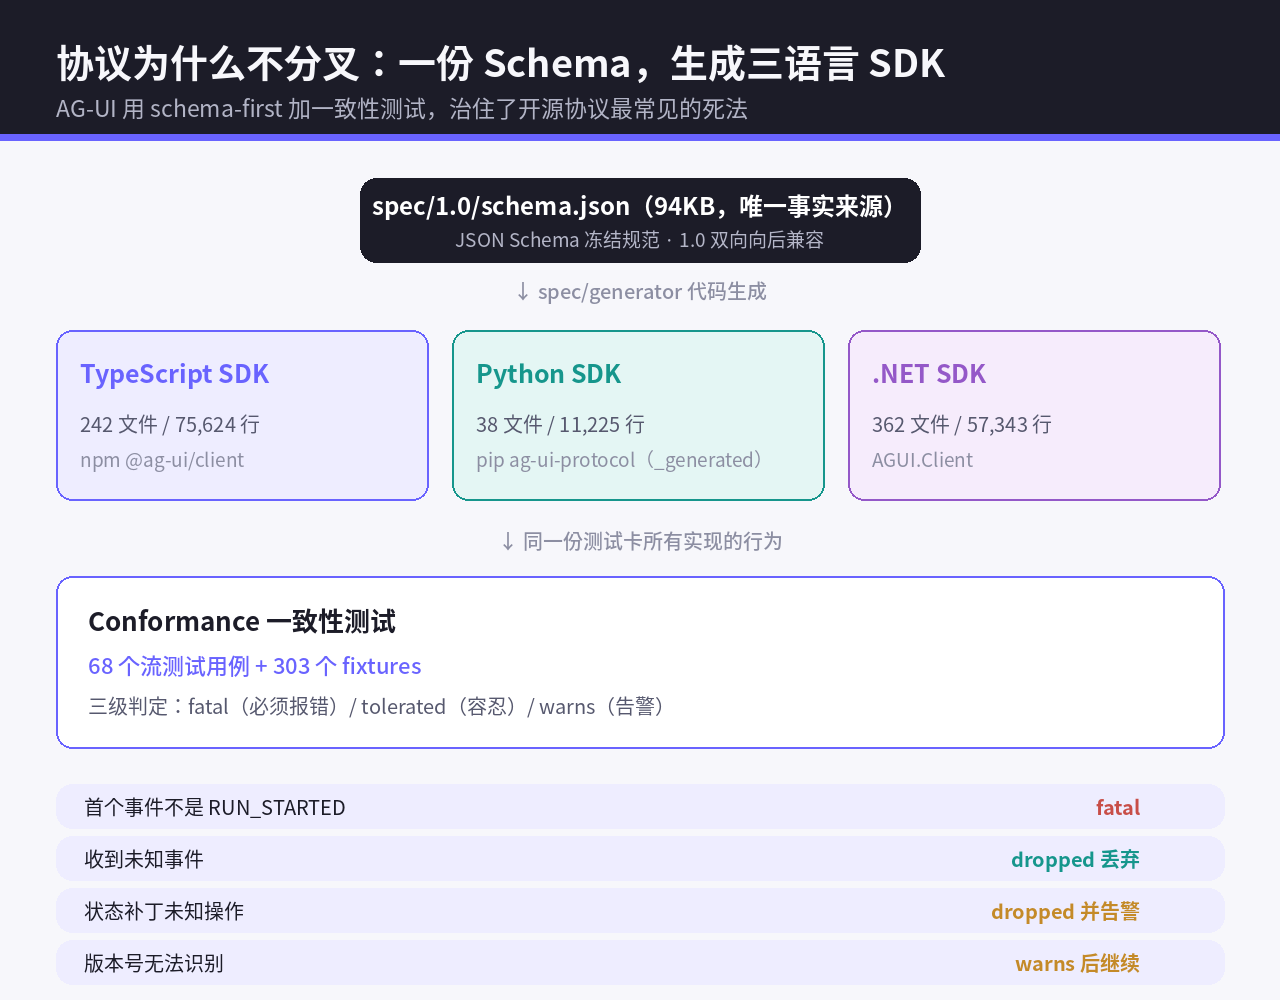 协议为什么不分叉：一份 Schema，生成三语言 SDK
AG-UI 用 schema-first 加一致性测试，治住了开源协议最常见的死法
spec/1.0/schema.json（94KB，唯一事实来源）
JSON Schema 冻结规范 · 1.0 双向向后兼容
↓ spec/generator 代码生成
TypeScript SDK
242 文件 / 75,624 行
npm @ag-ui/client
Python SDK
38 文件 / 11,225 行
pip ag-ui-protocol（_generated）
.NET SDK
362 文件 / 57,343 行
AGUI.Client
↓ 同一份测试卡所有实现的行为
Conformance 一致性测试
68 个流测试用例 + 303 个 fixtures
三级判定：fatal（必须报错）/ tolerated（容忍）/ warns（告警）
首个事件不是 RUN_STARTED fatal
收到未知事件 dropped 丢弃
状态补丁未知操作 dropped 并告警
版本号无法识别 warns 后继续